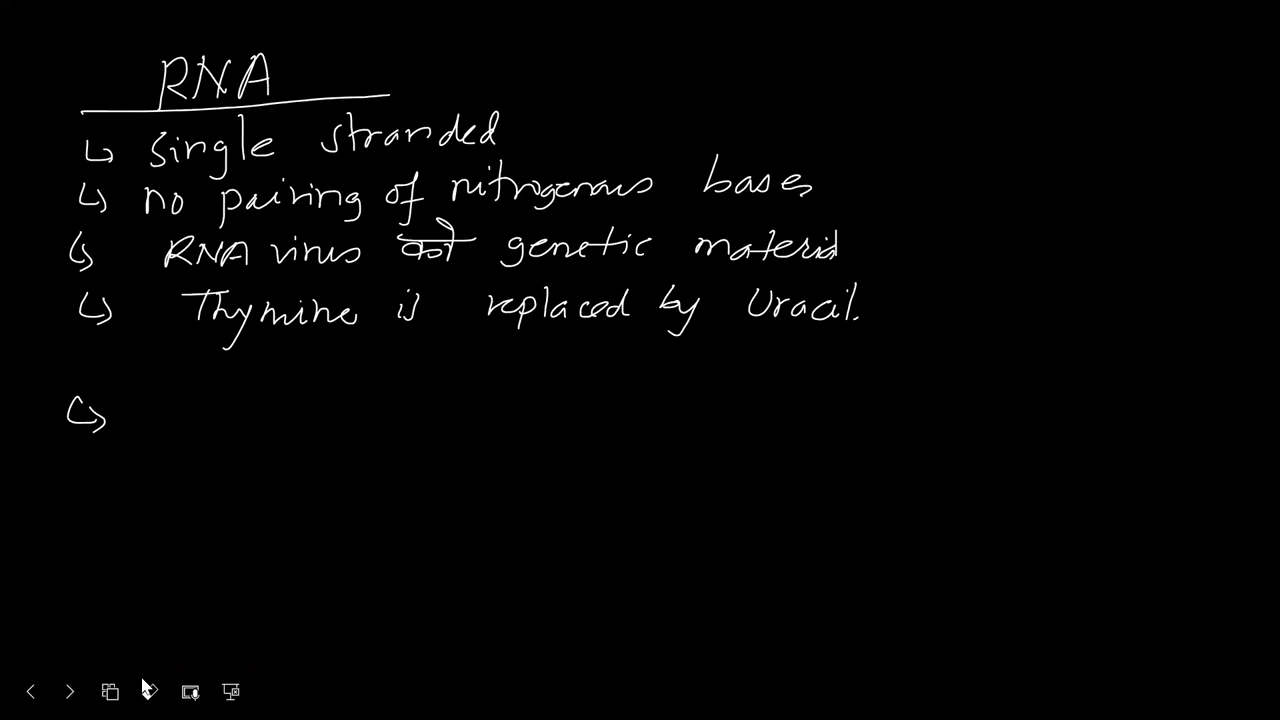 RNA
↳ single stranded
↳ no pairing of nitrogenous bases
↳ RNA virus genetic material
↳ Thymine is replaced by Uracil.
↳